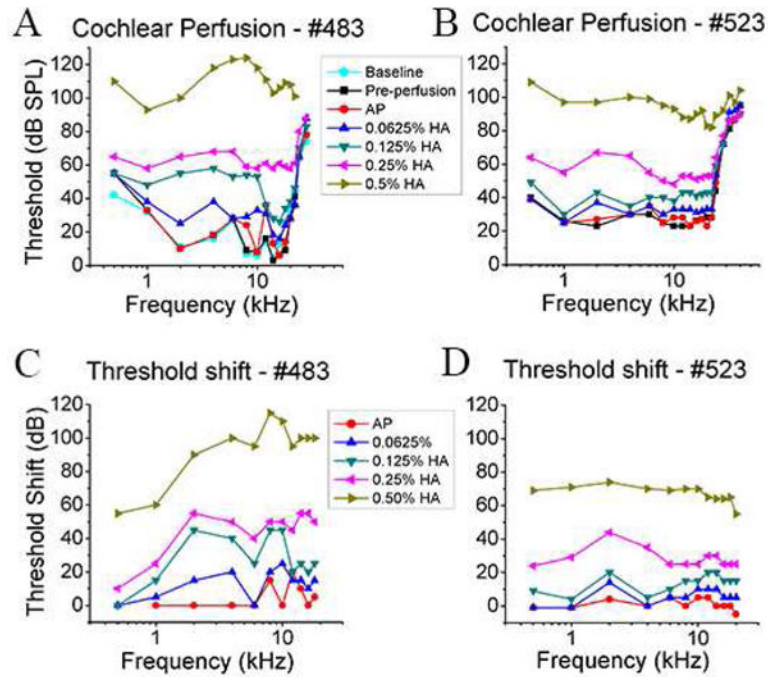 A
Cochlear Perfusion - #483
B
Cochlear Perfusion - #523
Threshold (dB SPL)
120
100
80
60
40
20
0
1
10
Frequency (kHz)
Baseline
Pre-perfusion
AP
0.0625% HA
0.125% HA
0.25% HA
0.5% HA
120
100
80
60
40
20
0
1
10
Frequency (kHz)
C
Threshold shift - #483
D
Threshold shift - #523
Threshold Shift (dB)
120
100
80
60
40
20
0
1
10
Frequency (kHz)
AP
0.0625%
0.125% HA
0.25% HA
0.50% HA
120
100
80
60
40
20
0
1
10
Frequency (kHz)